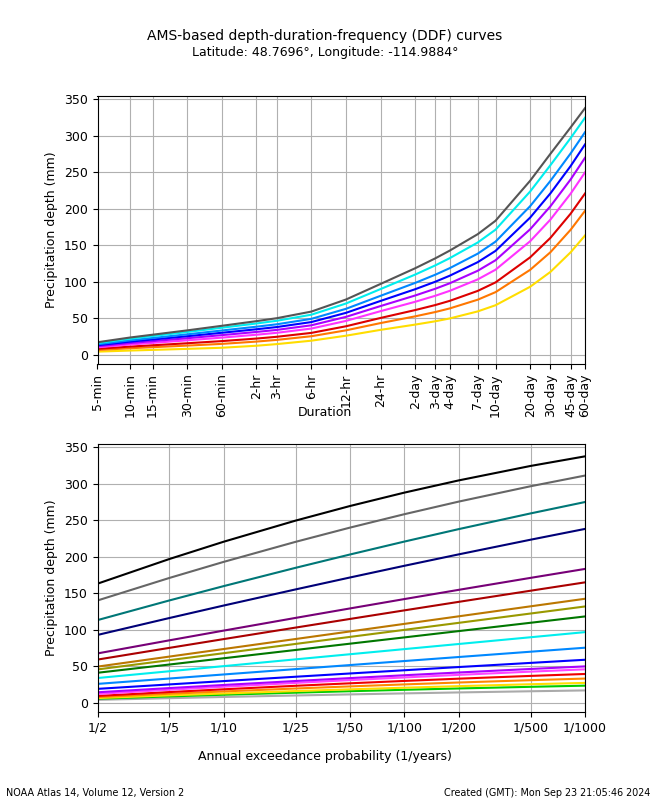 AMS-based depth-duration-frequency (DDF) curves
Latitude: 48.7696°, Longitude: -114.9884°
Precipitation depth (mm)
350
300
250
200
150
100
50
0
5-min 10-min 15-min 30-min 60-min 2-hr 3-hr 6-hr 12-hr 24-hr 2-day 3-day 4-day 7-day 10-day 20-day 30-day 45-day 60-day
Duration
Precipitation depth (mm)
350
300
250
200
150
100
50
0
1/2 1/5 1/10 1/25 1/50 1/100 1/200 1/500 1/1000
Annual exceedance probability (1/years)
NOAA Atlas 14, Volume 12, Version 2 Created (GMT): Mon Sep 23 21:05:46 2024